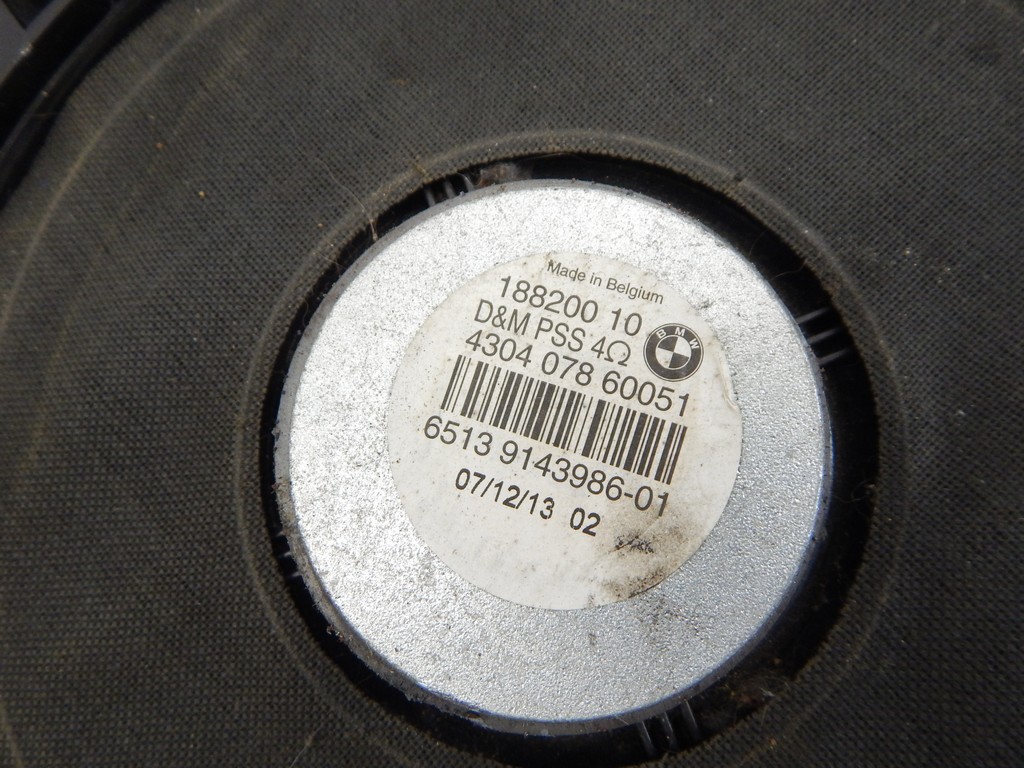 Made in Belgium
188200 10
D&M PSS 4Ω
BMW
4304 078 60051
6513 9143986-01
07/12/13 02